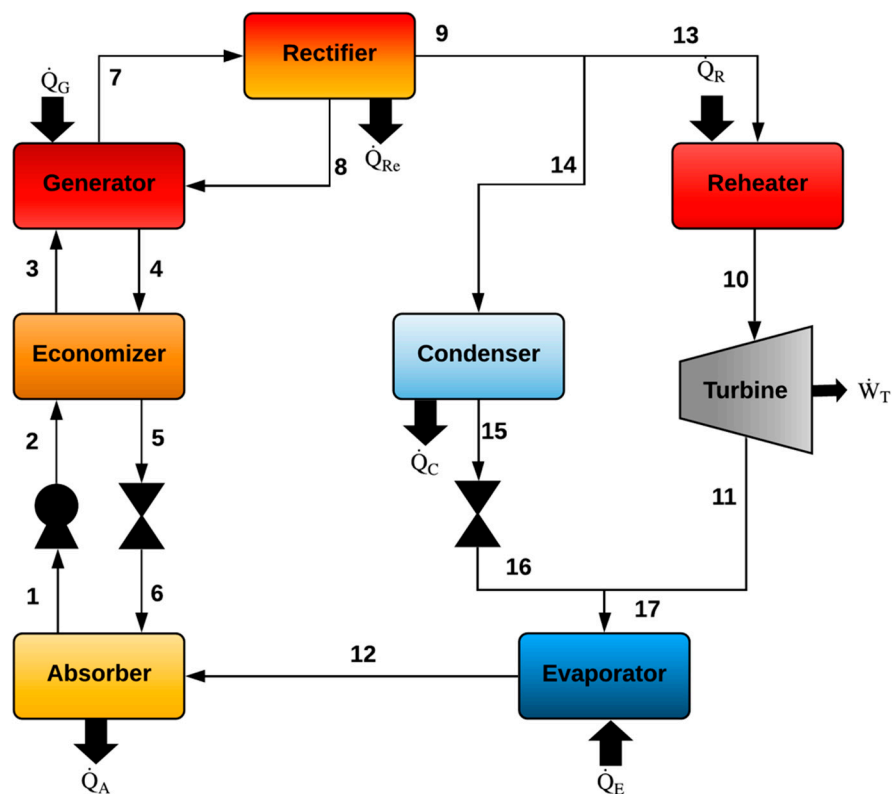 9
13
Rectifier
7
Q̇G
Q̇R
Q̇Re
8
14
Generator
Reheater
3
4
10
Economizer
Condenser
Turbine
ẆT
2
5
15
Q̇C
11
16
1
6
17
12
Absorber
Evaporator
Q̇A
Q̇E